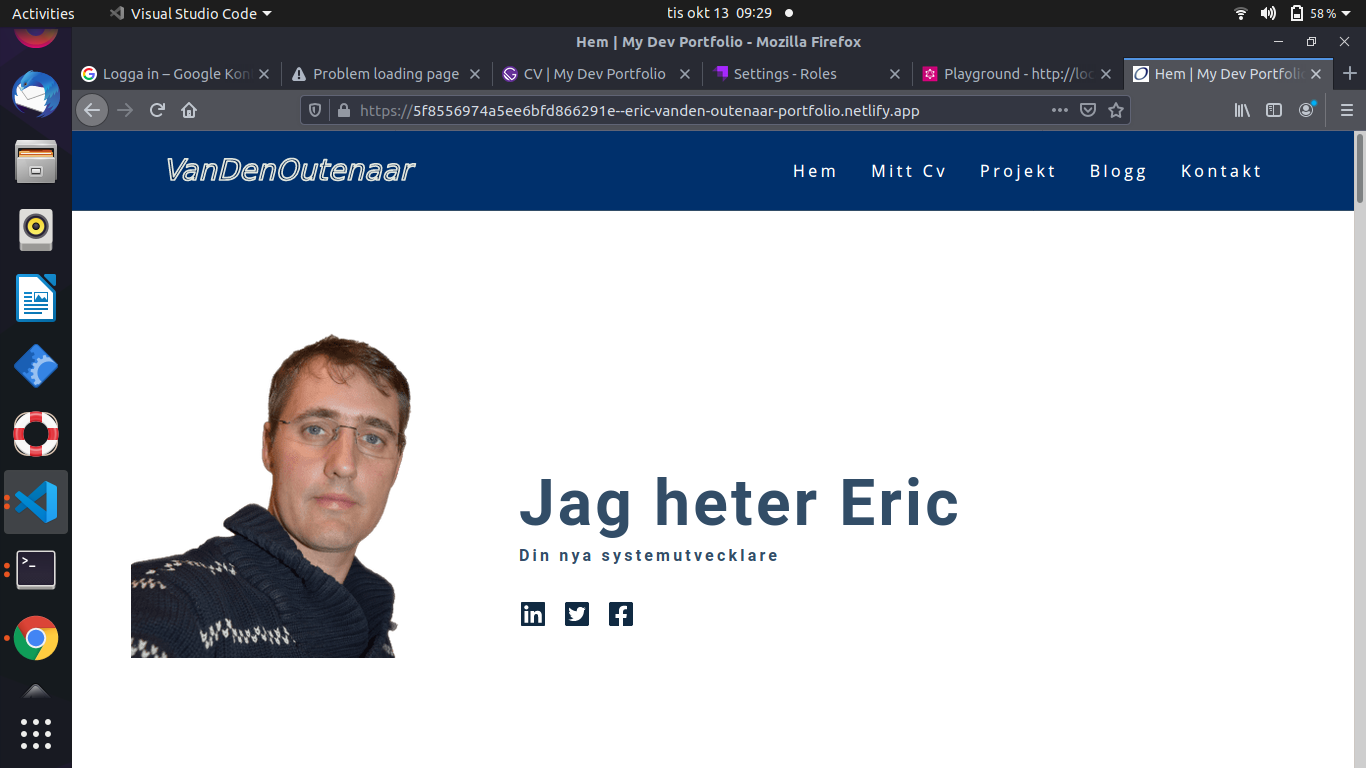 Activities
Visual Studio Code
tis okt 13 09:29
58 %
Hem | My Dev Portfolio - Mozilla Firefox
Logga in – Google Kon
Problem loading page
CV | My Dev Portfolio
Settings - Roles
Playground - http://loc
Hem | My Dev Portfoli
https://5f8556974a5ee6bfd866291e--eric-vanden-outenaar-portfolio.netlify.app
VanDenOutenaar
Hem
Mitt Cv
Projekt
Blogg
Kontakt
Jag heter Eric
Din nya systemutvecklare